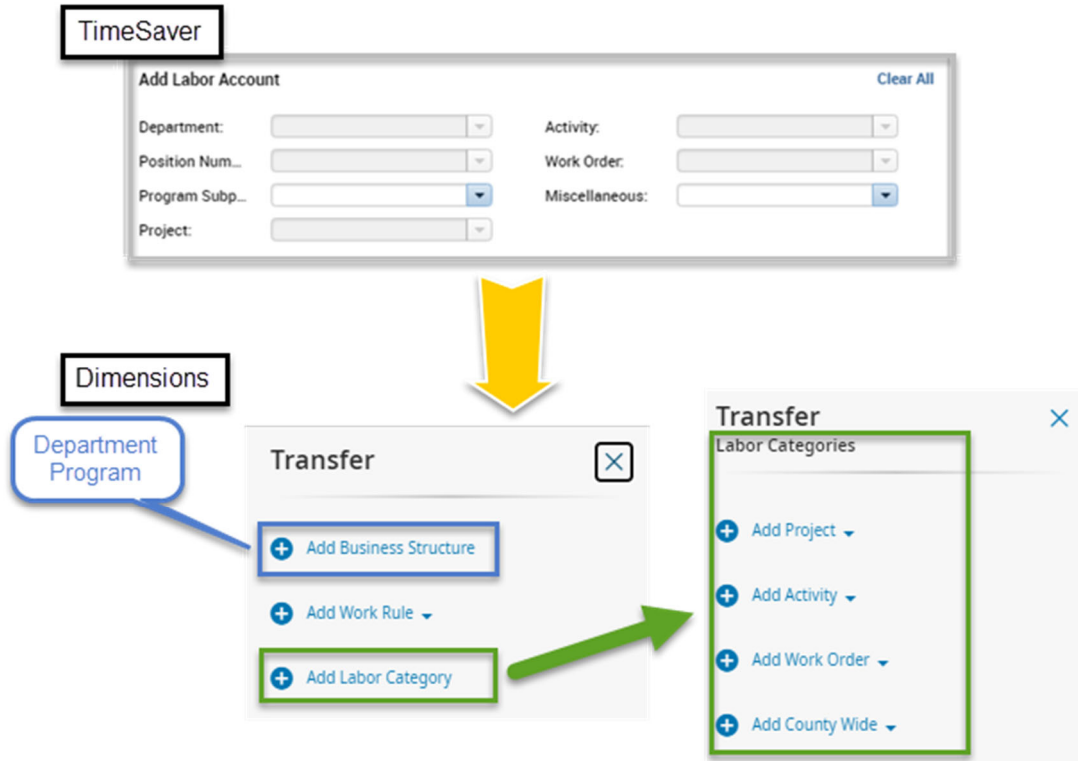 TimeSaver
Add Labor Account
Clear All
Department:
Activity:
Position Num...
Work Order:
Program Subp...
Miscellaneous:
Project:
Dimensions
Department
Program
Transfer
Add Business Structure
Add Work Rule
Add Labor Category
Transfer
Labor Categories
Add Project
Add Activity
Add Work Order
Add County Wide